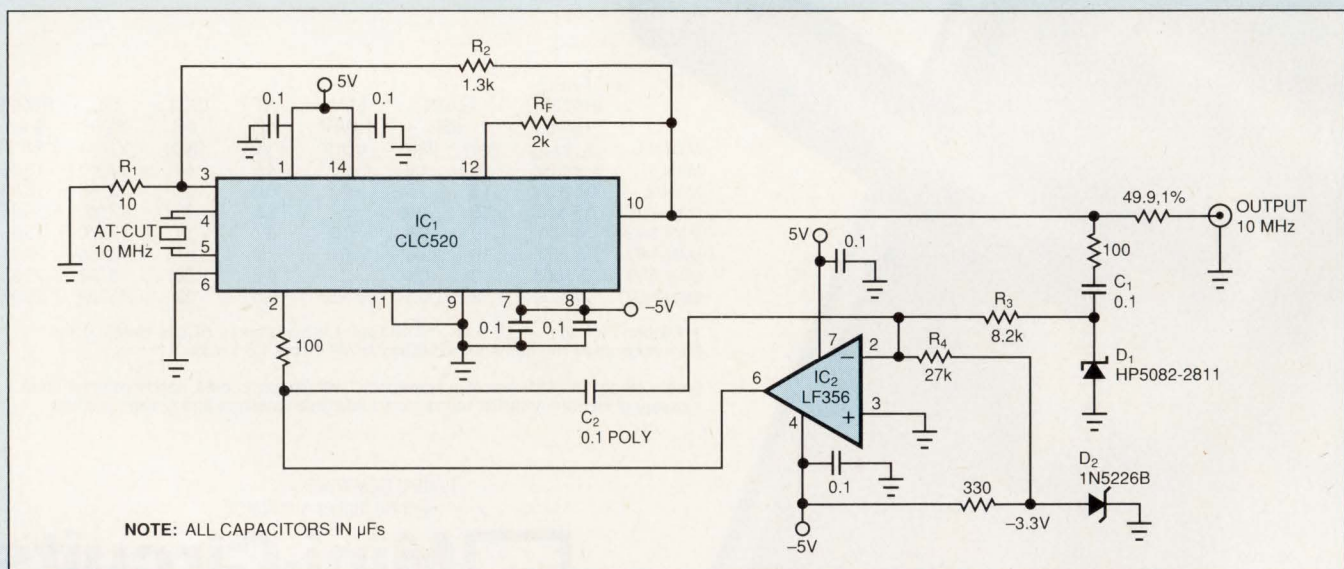 R2
1.3k
5V
0.1
0.1
RF
2k
R1
10
3
1
14
12
4
AT-CUT
10 MHz
5
IC1
CLC520
10
49.9,1%
OUTPUT
10 MHz
6
2
11
9
7
8
–5V
0.1
0.1
5V
0.1
100
C1
0.1
100
C2
0.1 POLY
R3
8.2k
R4
27k
D1
HP5082-2811
7
2
–
IC2
LF356
6
3
+
4
0.1
330
–3.3V
D2
1N5226B
–5V
NOTE: ALL CAPACITORS IN µFs